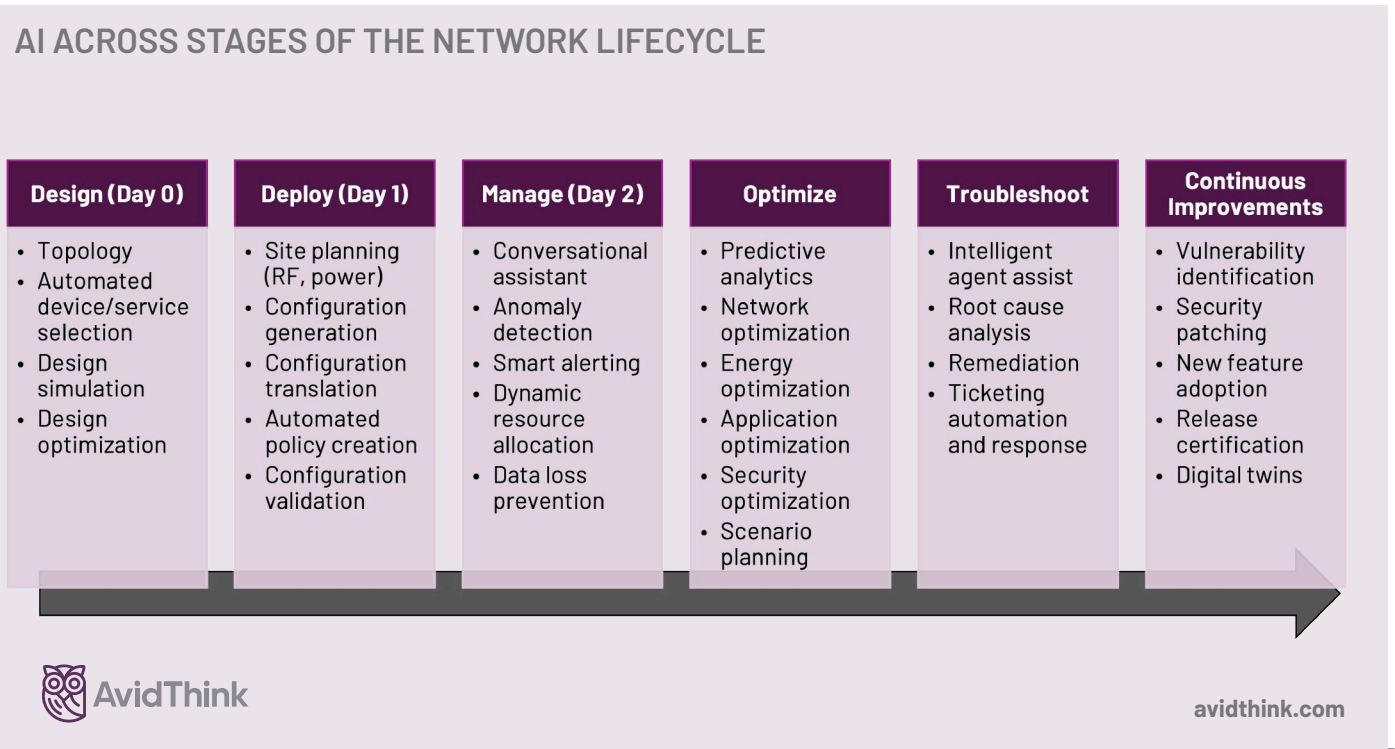 AI ACROSS STAGES OF THE NETWORK LIFECYCLE
Design (Day 0)
• Topology
• Automated
device/service
selection
• Design
simulation
• Design
optimization
Deploy (Day 1)
• Site planning
(RF, power)
• Configuration
generation
• Configuration
translation
• Automated
policy creation
• Configuration
validation
Manage (Day 2)
• Conversational
assistant
• Anomaly
detection
• Smart alerting
• Dynamic
resource
allocation
• Data loss
prevention
Optimize
• Predictive
analytics
• Network
optimization
• Energy
optimization
• Application
optimization
• Security
optimization
• Scenario
planning
Troubleshoot
• Intelligent
agent assist
• Root cause
analysis
• Remediation
• Ticketing
automation
and response
Continuous
Improvements
• Vulnerability
identification
• Security
patching
• New feature
adoption
• Release
certification
• Digital twins
AvidThink
avidthink.com